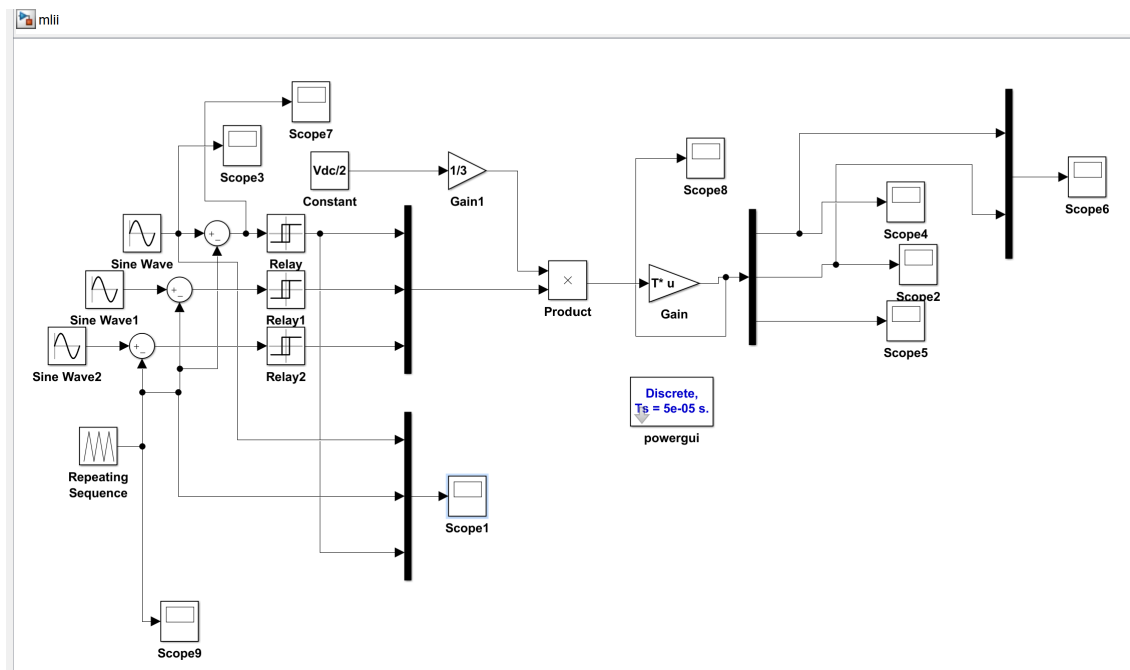 mlii
Scope7
Scope3
Vdc/2
Constant
1/3
Gain1
Scope8
Scope6
Scope4
Sine Wave
Relay
Scope2
Sine Wave1
Relay1
Product
T* u
Gain
Scope5
Sine Wave2
Relay2
Discrete,
Ts = 5e-05 s.
powergui
Repeating
Sequence
Scope1
Scope9